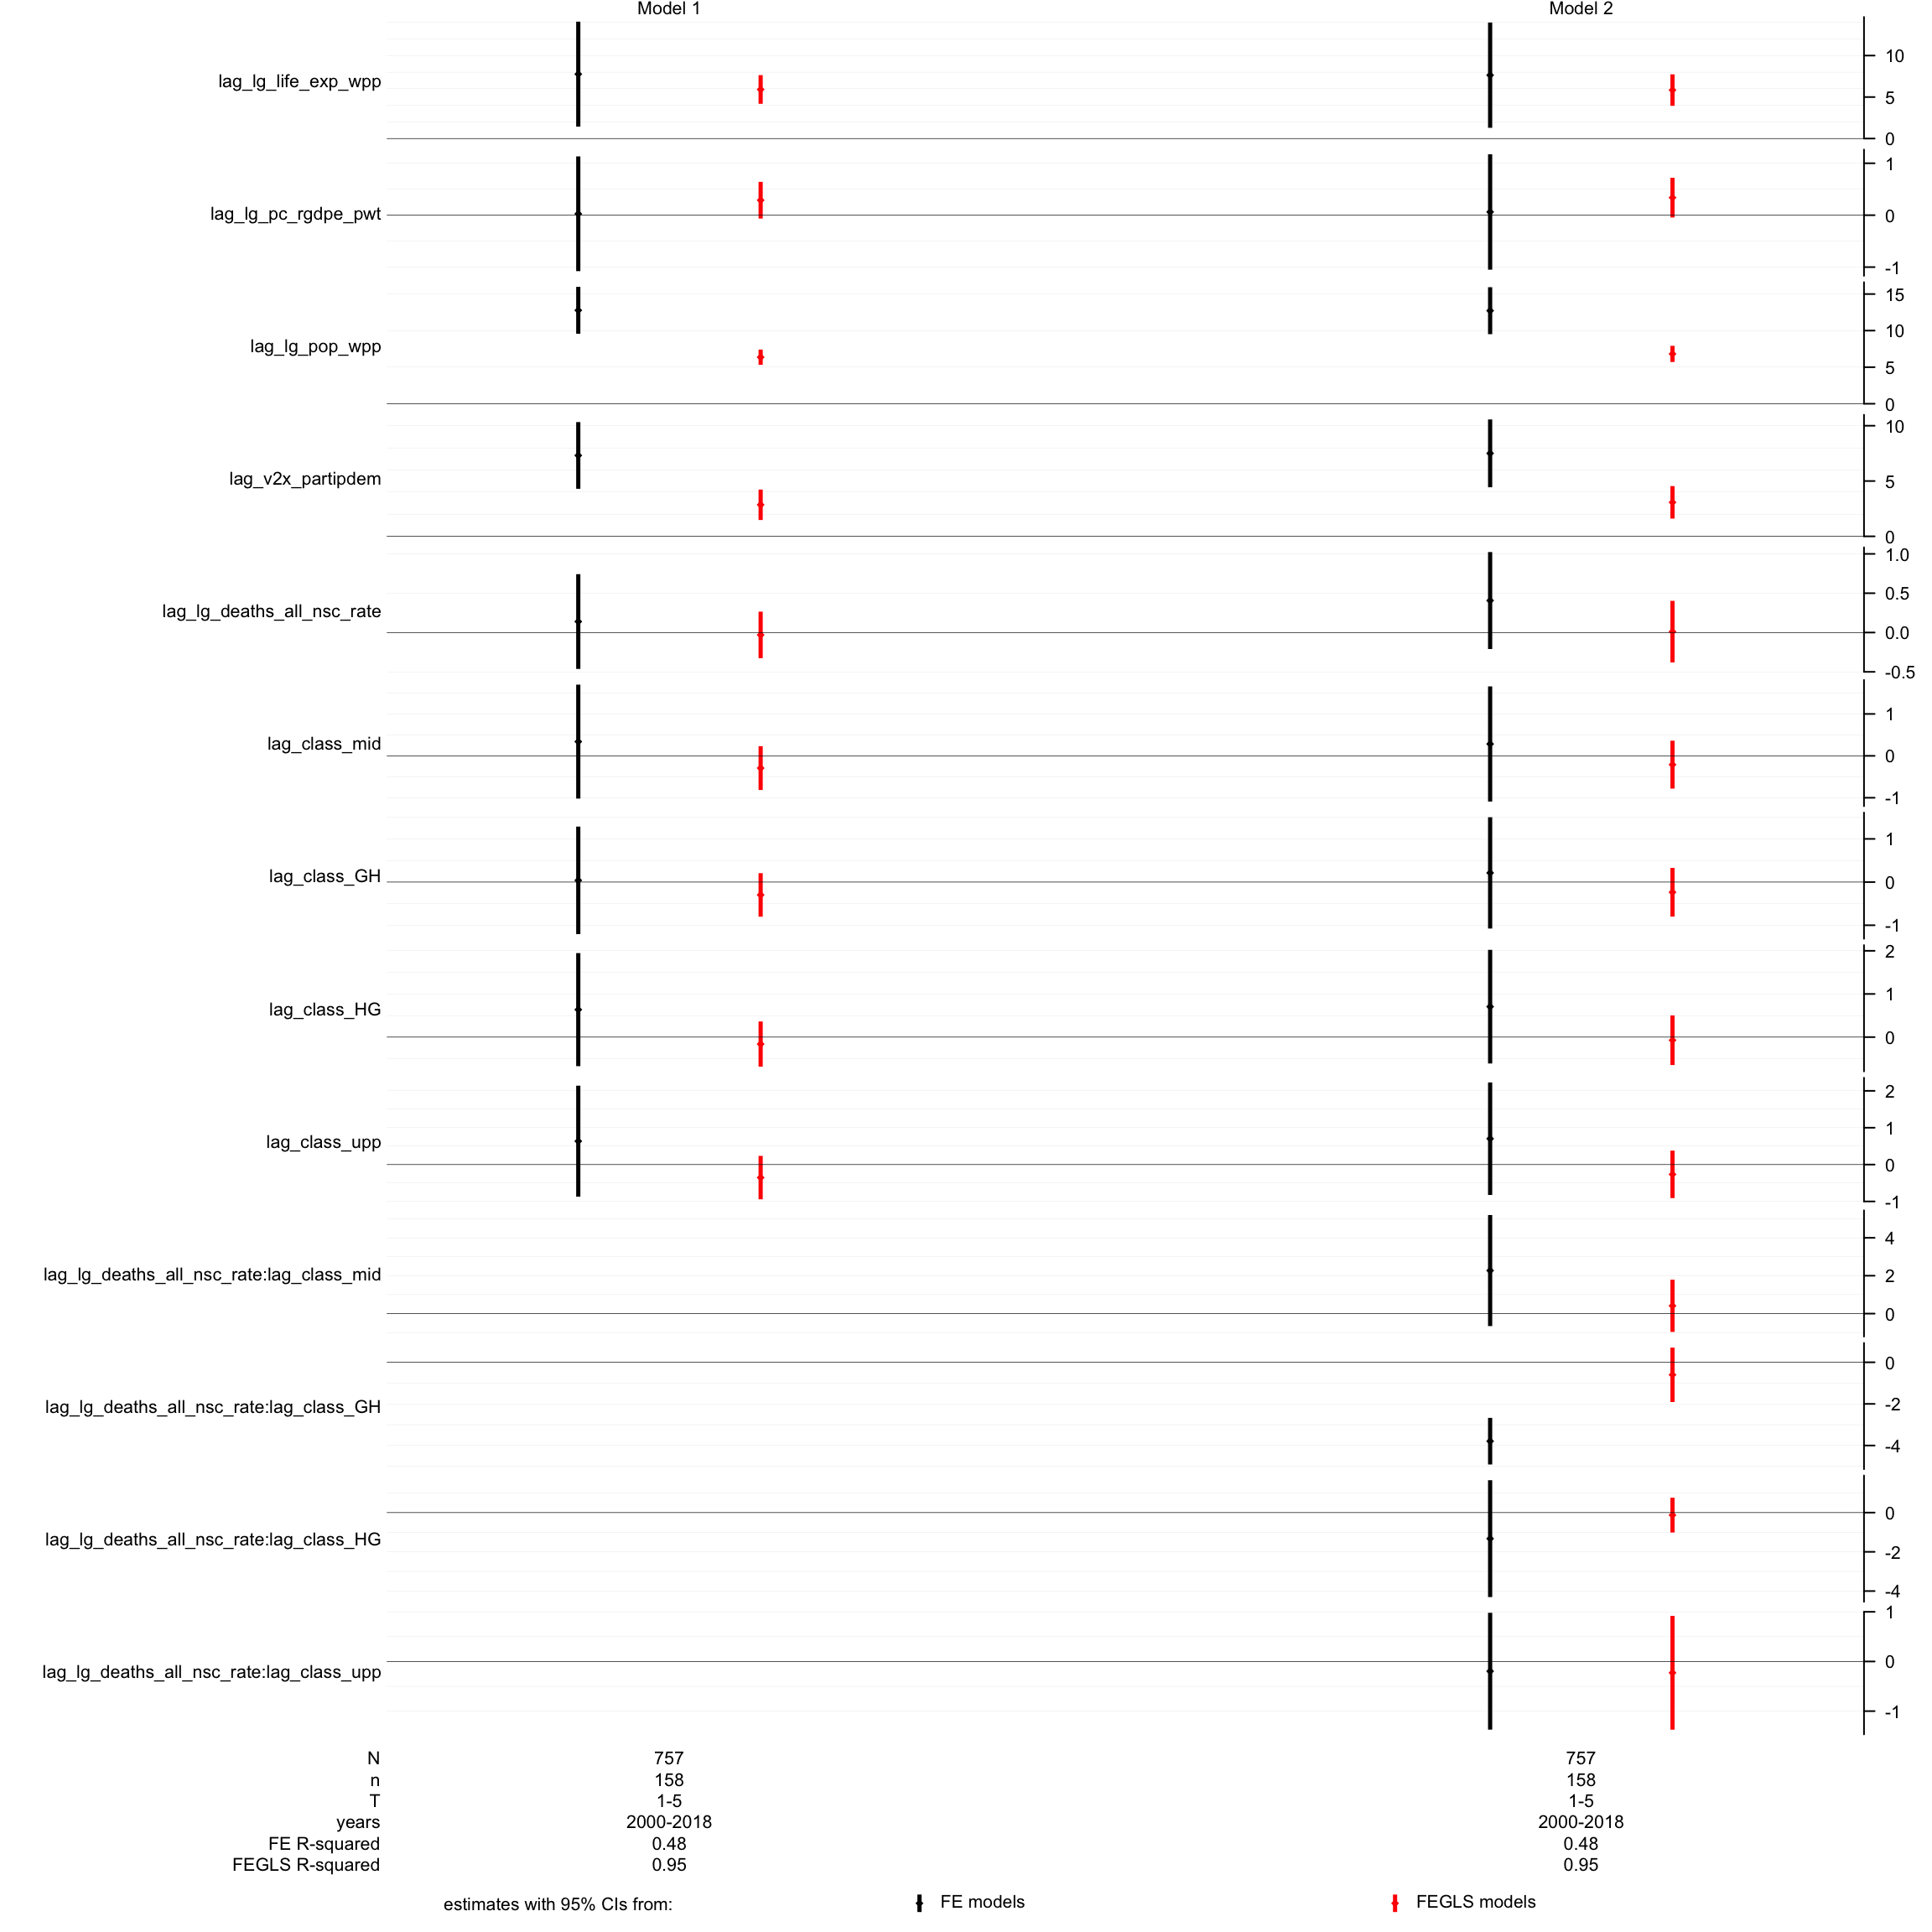 Model 1 Model 2
lag_lg_life_exp_wpp
10
5
0
lag_lg_pc_rgdpe_pwt
1
0
-1
lag_lg_pop_wpp
15
10
5
0
lag_v2x_partipdem
10
5
0
lag_lg_deaths_all_nsc_rate
1.0
0.5
0.0
-0.5
lag_class_mid
1
0
-1
lag_class_GH
1
0
-1
lag_class_HG
2
1
0
lag_class_upp
2
1
0
-1
lag_lg_deaths_all_nsc_rate:lag_class_mid
4
2
0
lag_lg_deaths_all_nsc_rate:lag_class_GH
0
-2
-4
lag_lg_deaths_all_nsc_rate:lag_class_HG
0
-2
-4
lag_lg_deaths_all_nsc_rate:lag_class_upp
1
0
-1
N 757 757
n 158 158
T 1-5 1-5
years 2000-2018 2000-2018
FE R-squared 0.48 0.48
FEGLS R-squared 0.95 0.95
estimates with 95% CIs from: FE models FEGLS models